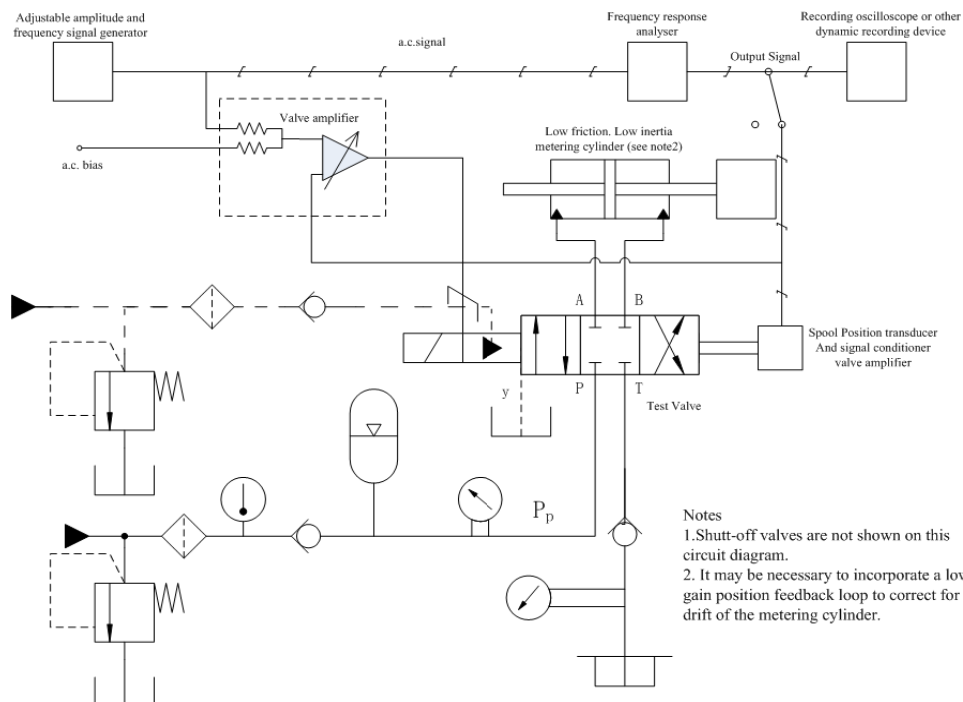 Adjustable amplitude and
frequency signal generator
a.c.signal
Frequency response
analyser
Recording oscilloscope or other
dynamic recording device
Output Signal
Valve amplifier
a.c. bias
Low friction. Low inertia
metering cylinder (see note2)
A B
Spool Position transducer
And signal conditioner
valve amplifier
y P T
Test Valve
Pp
Notes
1.Shutt-off valves are not shown on this
circuit diagram.
2. It may be necessary to incorporate a low
gain position feedback loop to correct for
drift of the metering cylinder.